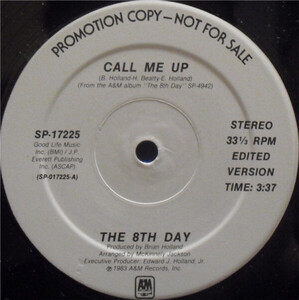 PROMOTION COPY—NOT FOR SALE
CALL ME UP
(B. Holland H. Beatty E. Holland)
(From the A&M album "The 8th Day" SP-4942)
SP-17225
Good Life Music
Inc. (BMI) / J.P.
Everett Publishing
Inc. (ASCAP)
(SP-017225-A)
STEREO
33⅓ RPM
EDITED
VERSION
TIME: 3:37
THE 8TH DAY
Produced by Brian Holland
Arranged by McKinnely Jackson
Executive Producer: Edward J. Holland, Jr.
℗ 1983 A&M Records, Inc.
A&M